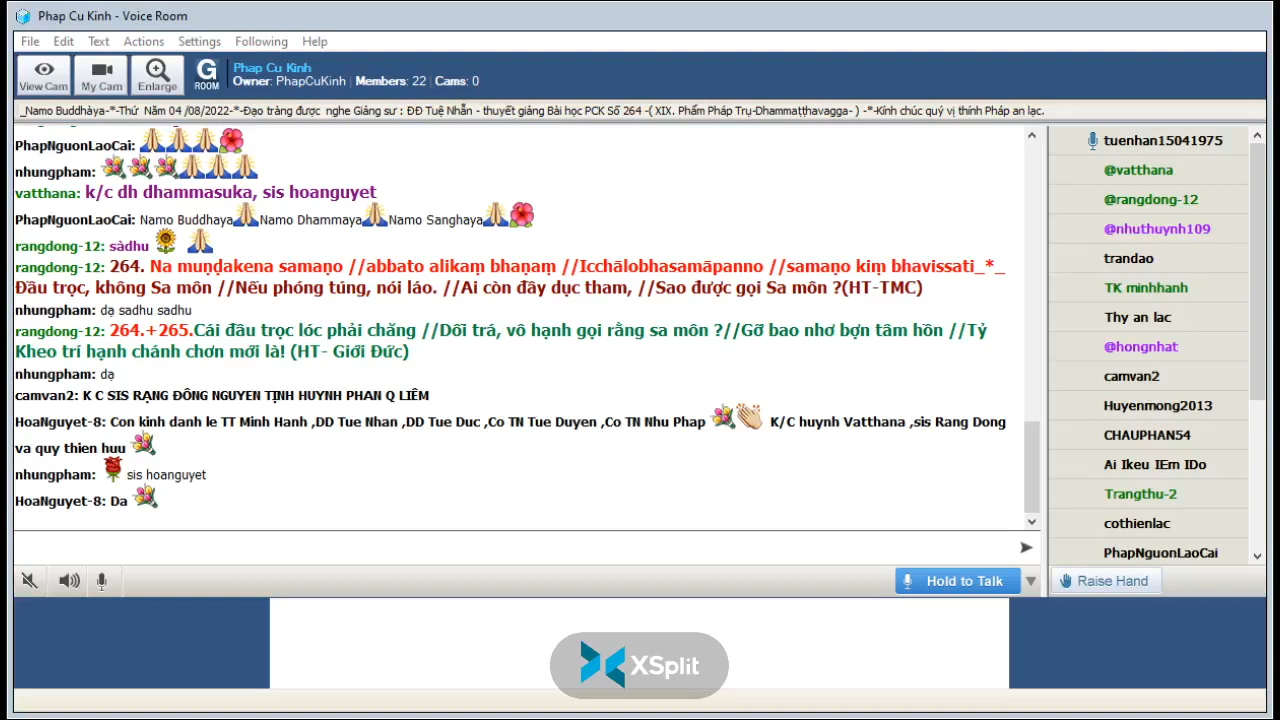 Phap Cu Kinh - Voice Room
File Edit Text Actions Settings Following Help
View Cam My Cam Enlarge G ROOM
Phap Cu Kinh
Owner: PhapCuKinh | Members: 22 | Cams: 0
_Namo Buddhàya-*-Thứ Năm 04 /08/2022-*-Đạo tràng được nghe Giảng sư : ĐĐ Tuệ Nhẫn - thuyết giảng Bài học PCK Số 264 -( XIX. Phẩm Pháp Trụ-Dhammaṭṭhavagga- ) -*-Kính chúc quý vị thính Pháp an lạc.
PhapNguonLaoCai:
nhungpham:
vatthana: k/c dh dhammasuka, sis hoanguyet
PhapNguonLaoCai: Namo Buddhaya Namo Dhammaya Namo Sanghaya
rangdong-12: sàdhu
rangdong-12: 264. Na muṇḍakena samaṇo //abbato alikaṃ bhaṇaṃ //Icchālobhasamāpanno //samaṇo kiṃ bhavissati_*_
Đầu trọc, không Sa môn //Nếu phóng túng, nói láo. //Ai còn đầy dục tham, //Sao được gọi Sa môn ?(HT-TMC)
nhungpham: dạ sadhu sadhu
rangdong-12: 264.+265.Cái đầu trọc lóc phải chăng //Dối trá, vô hạnh gọi rằng sa môn ?//Gỡ bao nhơ bợn tâm hồn //Tỷ
Kheo trí hạnh chánh chơn mới là! (HT- Giới Đức)
nhungpham: dạ
camvan2: K C SIS RẠNG ĐÔNG NGUYEN TỊNH HUYNH PHAN Q LIÊM
HoaNguyet-8: Con kinh danh le TT Minh Hanh ,DD Tue Nhan ,DD Tue Duc ,Co TN Tue Duyen ,Co TN Nhu Phap K/C huynh Vatthana ,sis Rang Dong
va quy thien huu
nhungpham: sis hoanguyet
HoaNguyet-8: Da
tuenhan15041975
@vatthana
@rangdong-12
@nhuthuynh109
trandao
TK minhhanh
Thy an lac
@hongnhat
camvan2
Huyenmong2013
CHAUPHAN54
Ai Ikeu IEm IDo
Trangthu-2
cothienlac
PhapNguonLaoCai
Hold to Talk
Raise Hand
XSplit